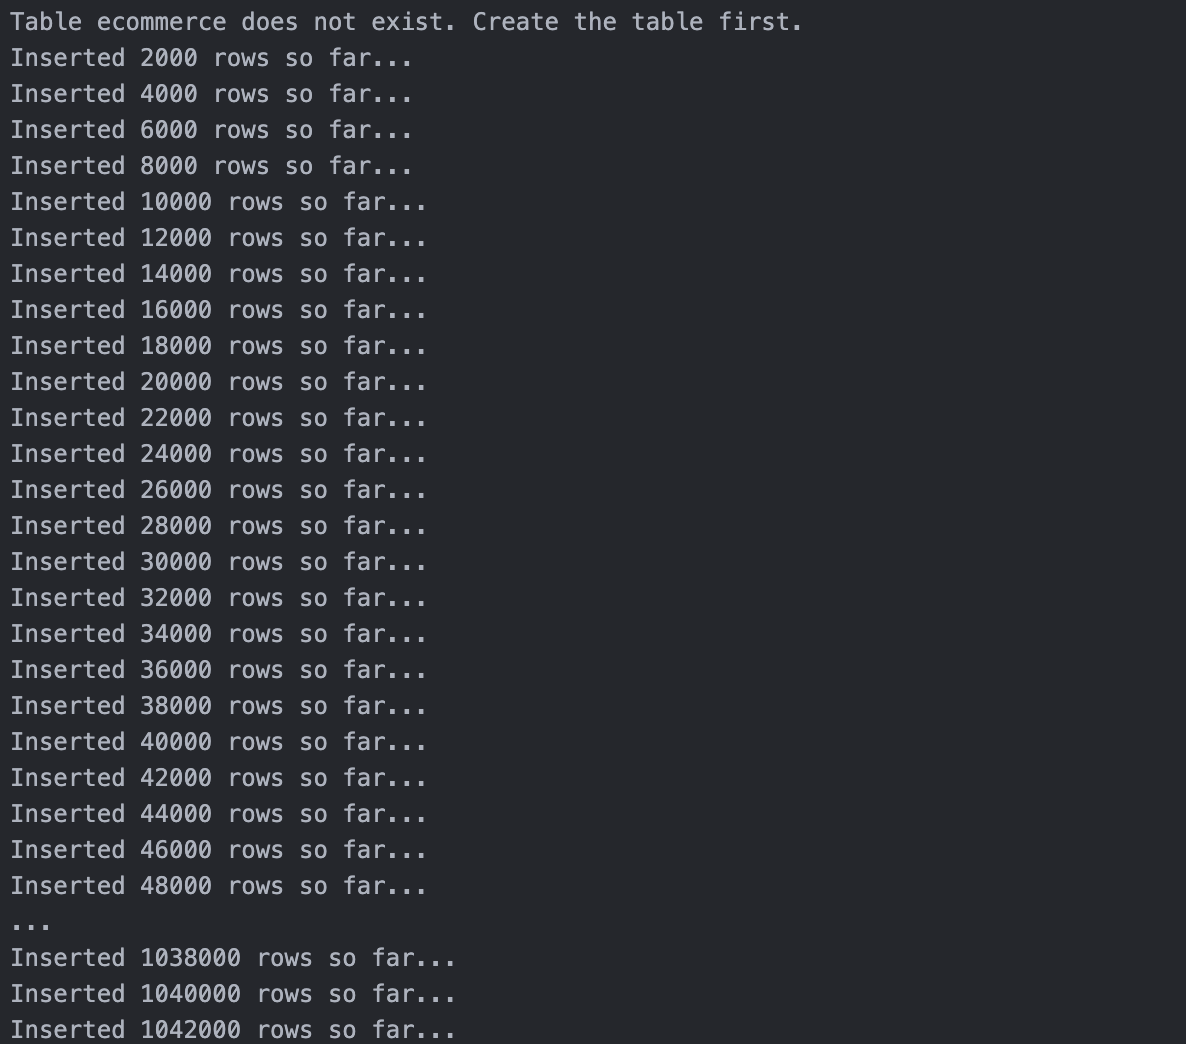 Table ecommerce does not exist. Create the table first.
Inserted 2000 rows so far...
Inserted 4000 rows so far...
Inserted 6000 rows so far...
Inserted 8000 rows so far...
Inserted 10000 rows so far...
Inserted 12000 rows so far...
Inserted 14000 rows so far...
Inserted 16000 rows so far...
Inserted 18000 rows so far...
Inserted 20000 rows so far...
Inserted 22000 rows so far...
Inserted 24000 rows so far...
Inserted 26000 rows so far...
Inserted 28000 rows so far...
Inserted 30000 rows so far...
Inserted 32000 rows so far...
Inserted 34000 rows so far...
Inserted 36000 rows so far...
Inserted 38000 rows so far...
Inserted 40000 rows so far...
Inserted 42000 rows so far...
Inserted 44000 rows so far...
Inserted 46000 rows so far...
Inserted 48000 rows so far...
...
Inserted 1038000 rows so far...
Inserted 1040000 rows so far...
Inserted 1042000 rows so far...